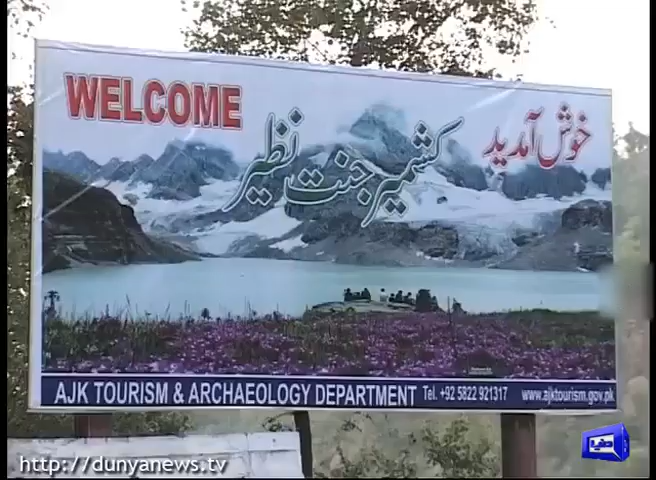 WELCOME
خوش آمدید
کشمیر جنت نظیر
AJK TOURISM & ARCHAEOLOGY DEPARTMENT Tel. +92 5822 921317 www.ajktourism.gov.pk
http://dunyanews.tv
دنیا